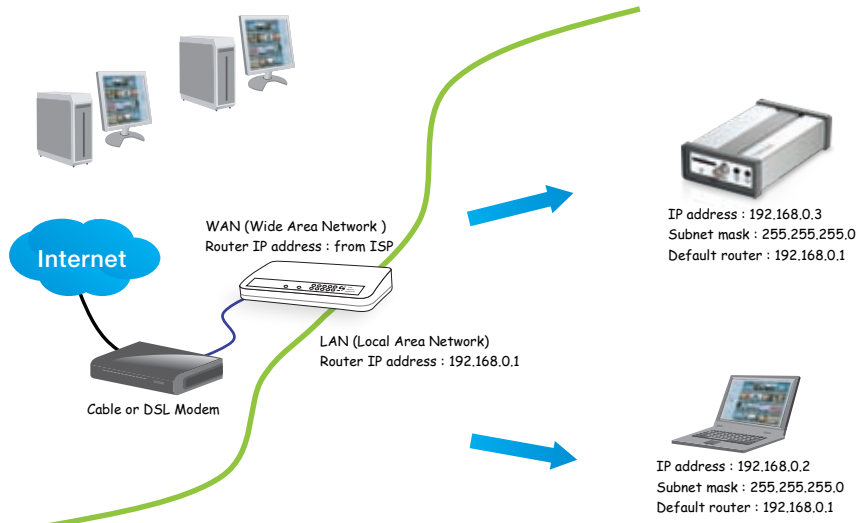 WAN (Wide Area Network )
Router IP address : from ISP
Internet
LAN (Local Area Network)
Router IP address : 192.168.0.1
Cable or DSL Modem
IP address : 192.168.0.3
Subnet mask : 255.255.255.0
Default router : 192.168.0.1
IP address : 192.168.0.2
Subnet mask : 255.255.255.0
Default router : 192.168.0.1